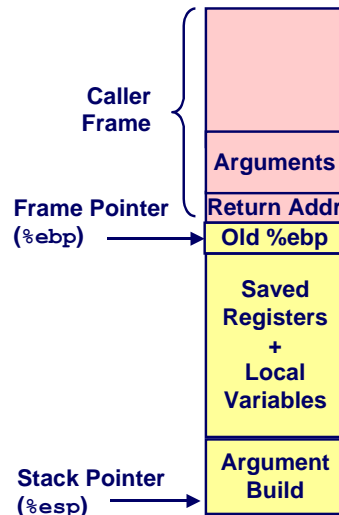 Caller
Frame
Arguments
Return Addr
Frame Pointer
(%ebp)
Old %ebp
Saved
Registers
+
Local
Variables
Argument
Build
Stack Pointer
(%esp)